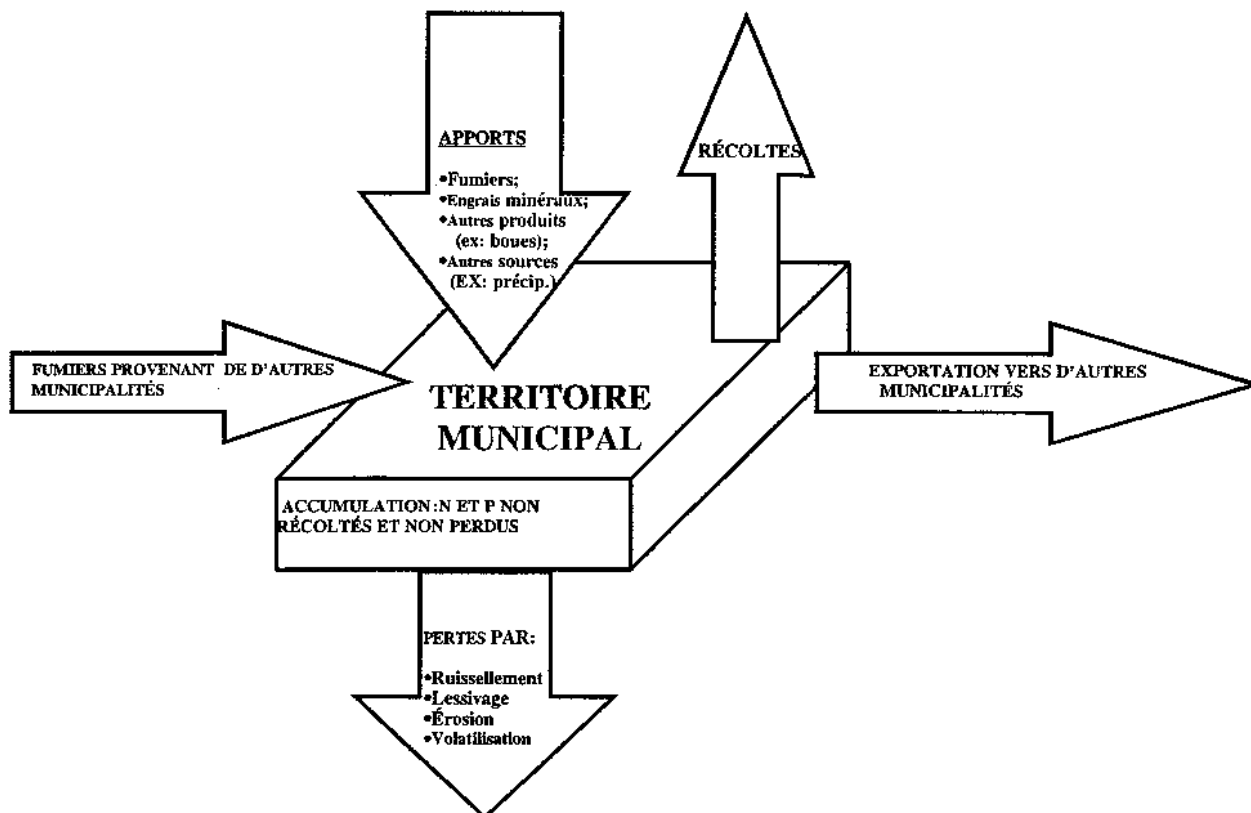 APPORTS
•Fumiers;
•Engrais minéraux;
•Autres produits
(ex: boues);
•Autres sources
(EX: précip.)
RÉCOLTES
FUMIERS PROVENANT DE D'AUTRES
MUNICIPALITÉS
EXPORTATION VERS D'AUTRES
MUNICIPALITÉS
TERRITOIRE
MUNICIPAL
ACCUMULATION :N ET P NON
RÉCOLTÉS ET NON PERDUS
PERTES PAR:
•Ruissellement
•Lessivage
•Érosion
•Volatilisation